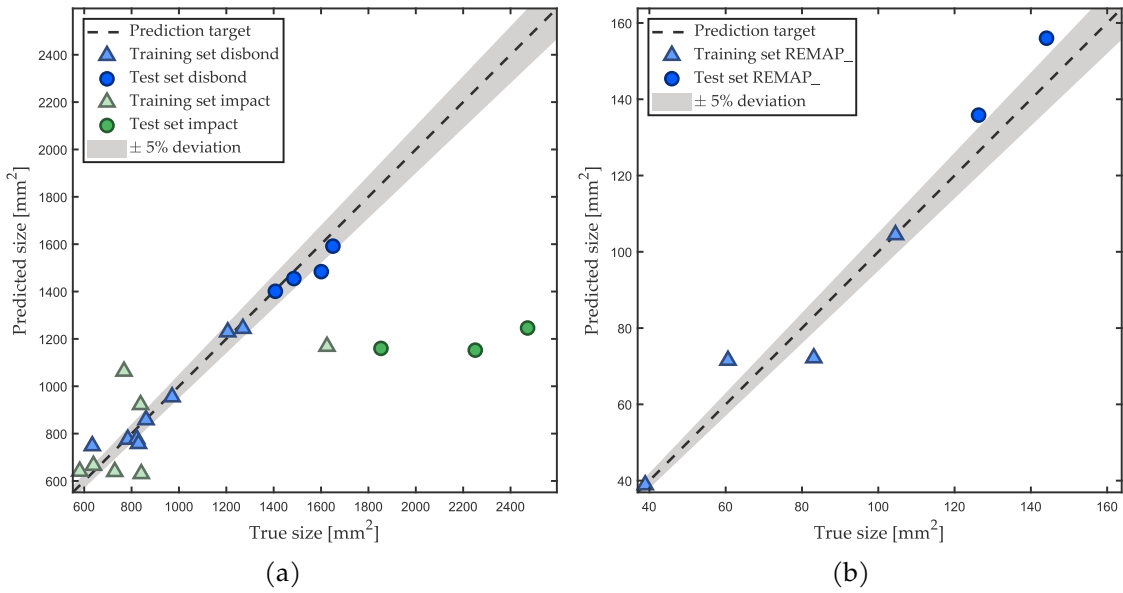 Prediction target
Training set disbond
Test set disbond
Training set impact
Test set impact
± 5% deviation
2400
2200
2000
1800
1600
1400
1200
1000
800
600
Predicted size [mm²]
600 800 1000 1200 1400 1600 1800 2000 2200 2400
True size [mm²]
(a)
Prediction target
Training set REMAP_
Test set REMAP_
± 5% deviation
160
140
120
100
80
60
40
Predicted size [mm²]
40 60 80 100 120 140 160
True size [mm²]
(b)